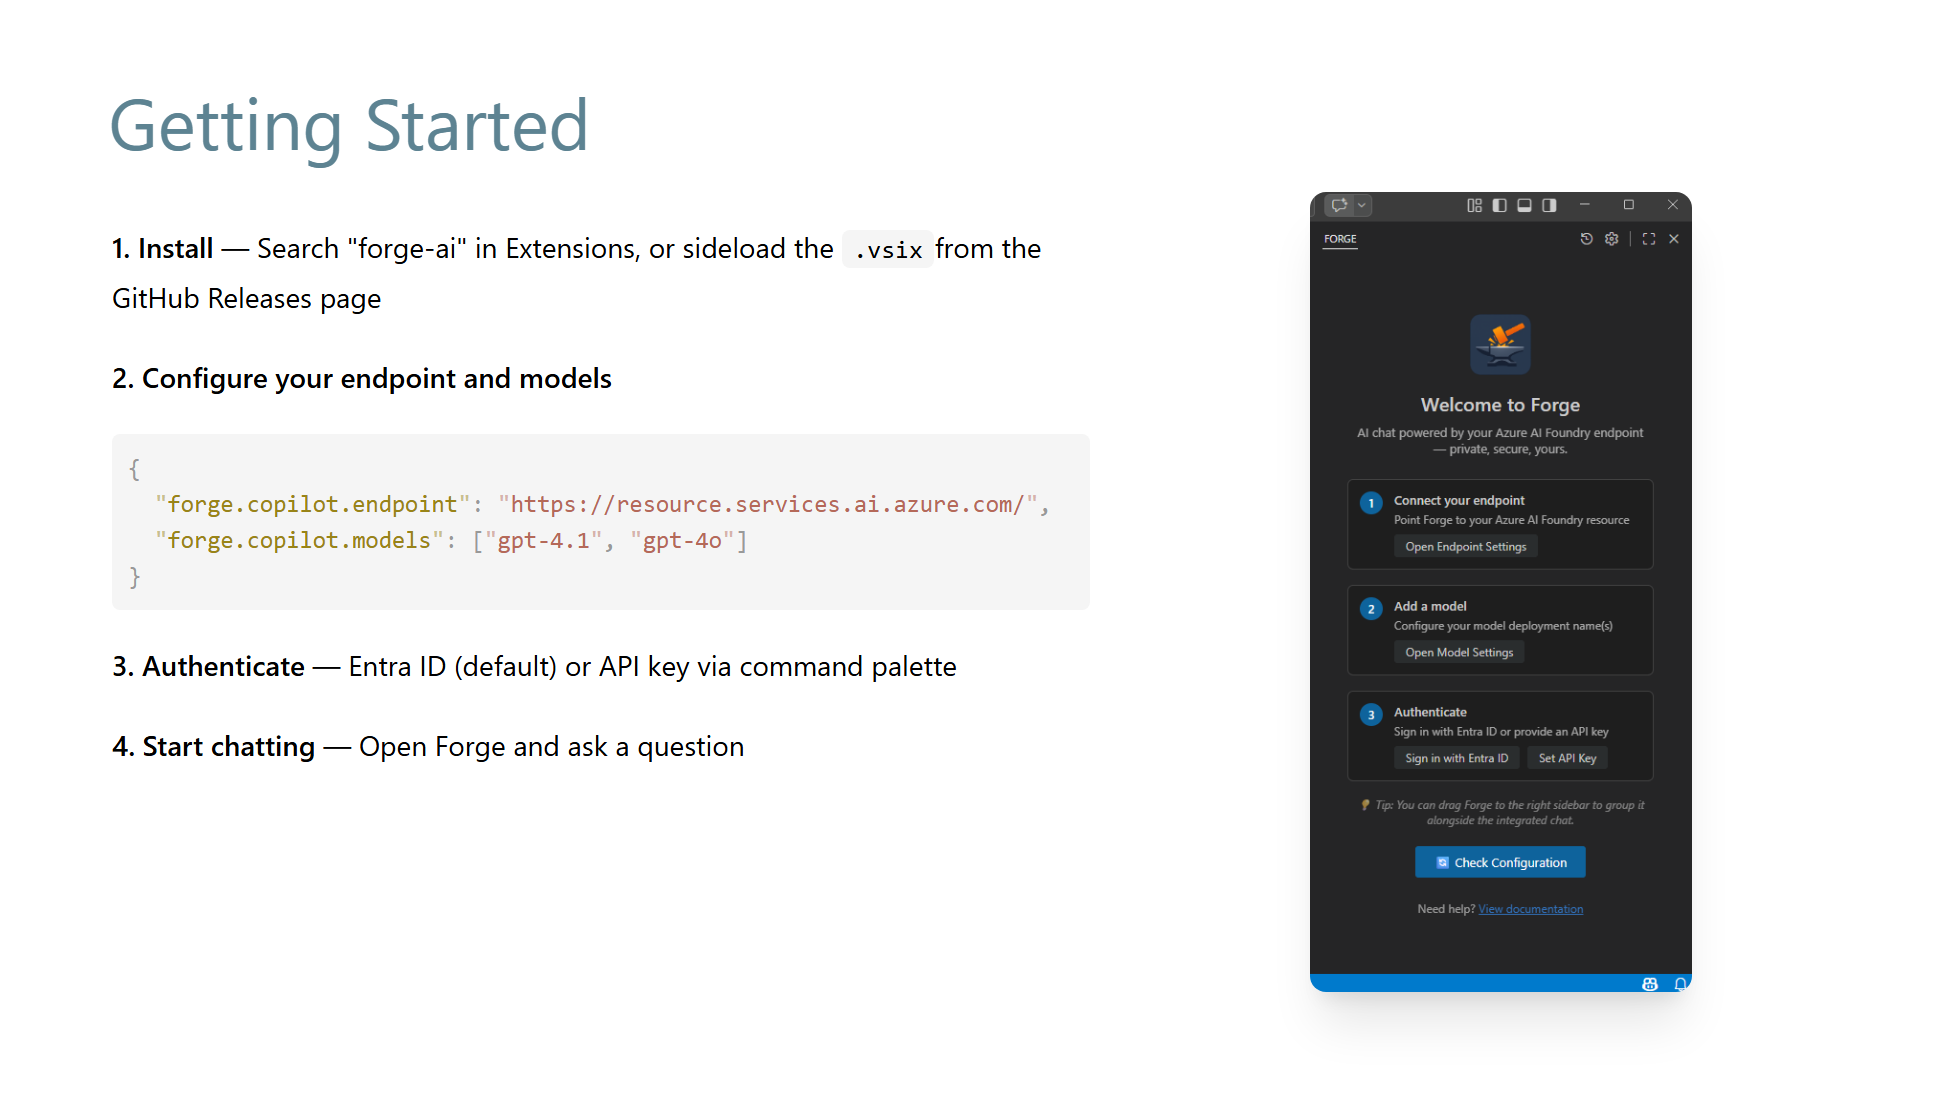 Getting Started
1. Install — Search "forge-ai" in Extensions, or sideload the .vsix from the
GitHub Releases page
2. Configure your endpoint and models
{
  "forge.copilot.endpoint": "https://resource.services.ai.azure.com/",
  "forge.copilot.models": ["gpt-4.1", "gpt-4o"]
}
3. Authenticate — Entra ID (default) or API key via command palette
4. Start chatting — Open Forge and ask a question
FORGE
Welcome to Forge
AI chat powered by your Azure AI Foundry endpoint
— private, secure, yours.
1 Connect your endpoint
Point Forge to your Azure AI Foundry resource
Open Endpoint Settings
2 Add a model
Configure your model deployment name(s)
Open Model Settings
3 Authenticate
Sign in with Entra ID or provide an API key
Sign in with Entra ID Set API Key
Tip: You can drag Forge to the right sidebar to group it
alongside the integrated chat.
Check Configuration
Need help? View documentation